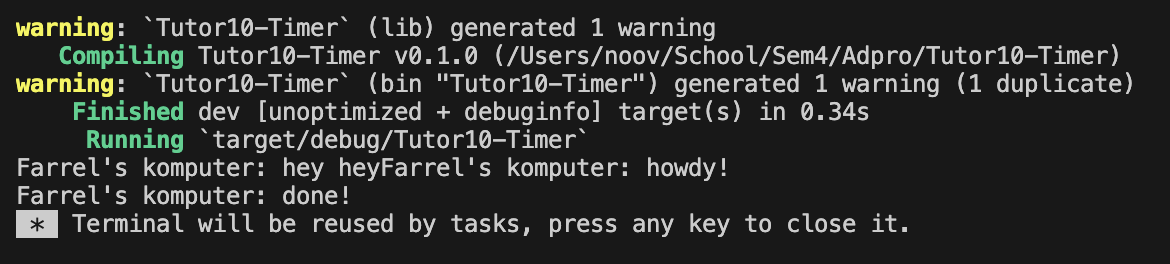 warning: `Tutor10-Timer` (lib) generated 1 warning
Compiling Tutor10-Timer v0.1.0 (/Users/noov/School/Sem4/Adpro/Tutor10-Timer)
warning: `Tutor10-Timer` (bin "Tutor10-Timer") generated 1 warning (1 duplicate)
Finished dev [unoptimized + debuginfo] target(s) in 0.34s
Running `target/debug/Tutor10-Timer`
Farrel's komputer: hey heyFarrel's komputer: howdy!
Farrel's komputer: done!
* Terminal will be reused by tasks, press any key to close it.